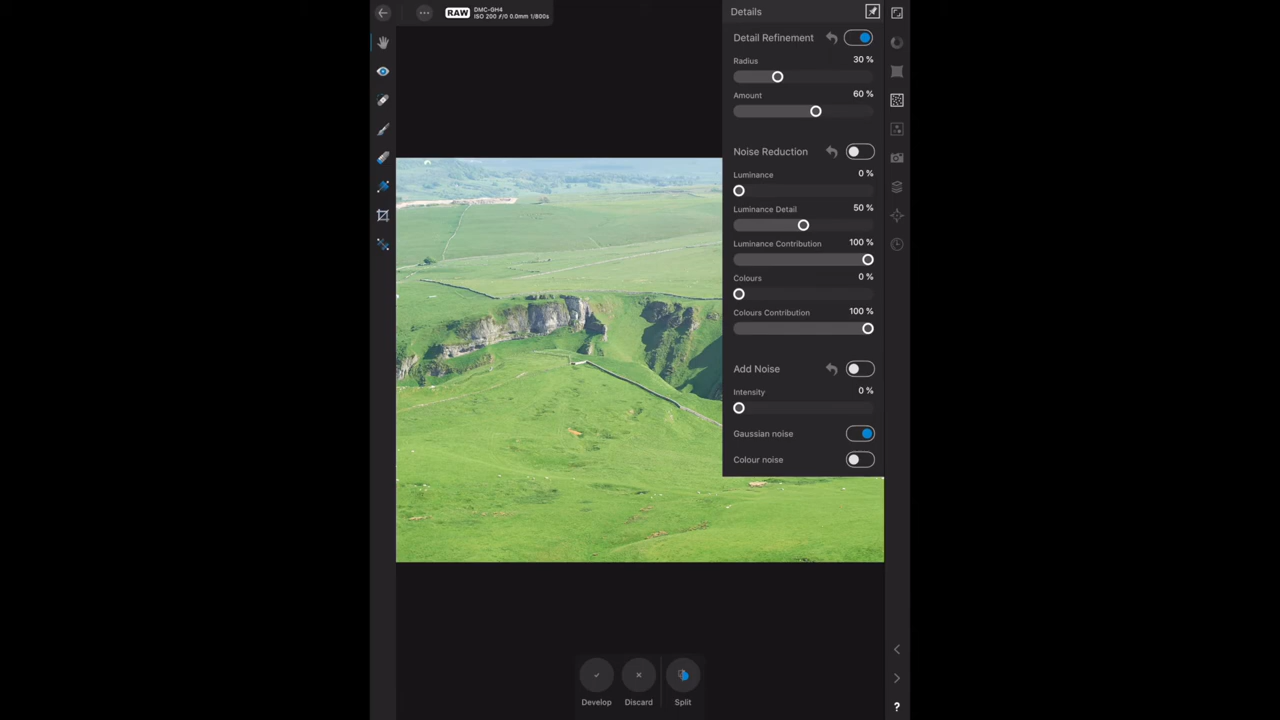 RAW
DMC-GH4
ISO 200 ƒ/0 0.0mm 1/800s
Details
Detail Refinement
Radius 30 %
Amount 60 %
Noise Reduction
Luminance 0 %
Luminance Detail 50 %
Luminance Contribution 100 %
Colours 0 %
Colours Contribution 100 %
Add Noise
Intensity 0 %
Gaussian noise
Colour noise
Develop
Discard
Split
?